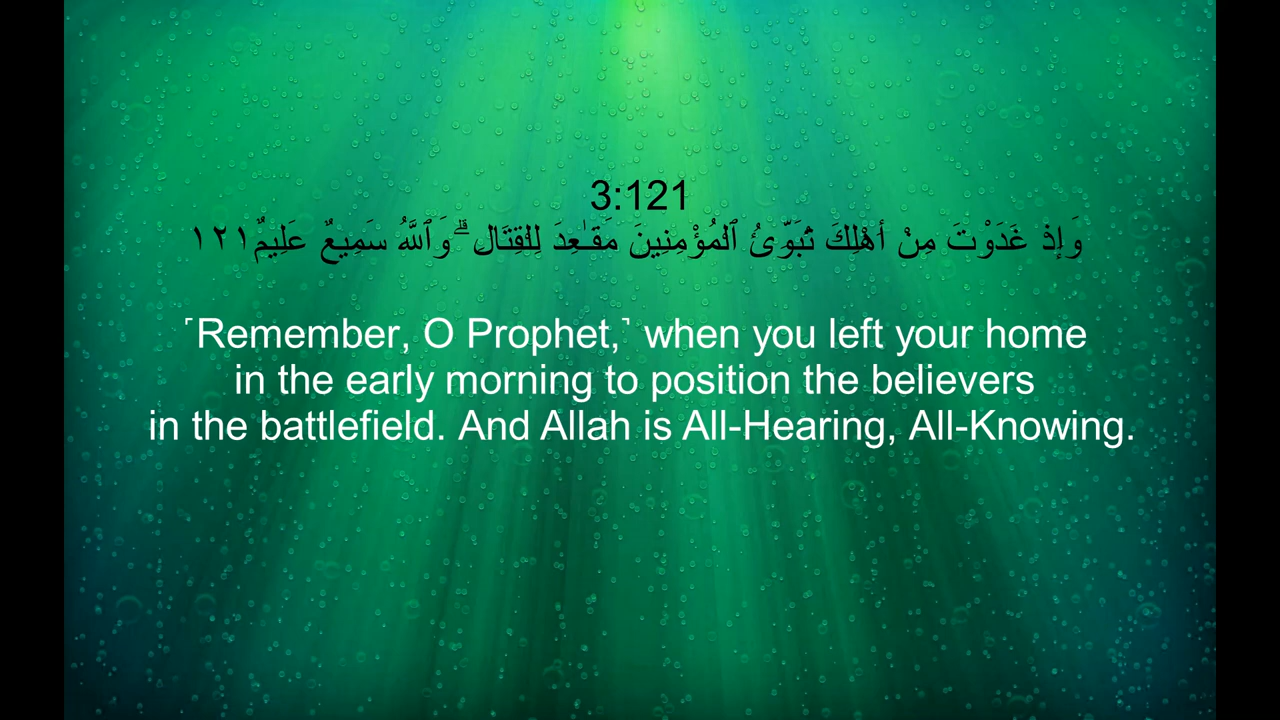 3:121
وَإِذْ غَدَوْتَ مِنْ أَهْلِكَ تُبَوِّئُ ٱلْمُؤْمِنِينَ مَقَـٰعِدَ لِلْقِتَالِ ۗ وَٱللَّهُ سَمِيعٌ عَلِيمٌ١٢١
⸢Remember, O Prophet,⸣ when you left your home
in the early morning to position the believers
in the battlefield. And Allah is All-Hearing, All-Knowing.